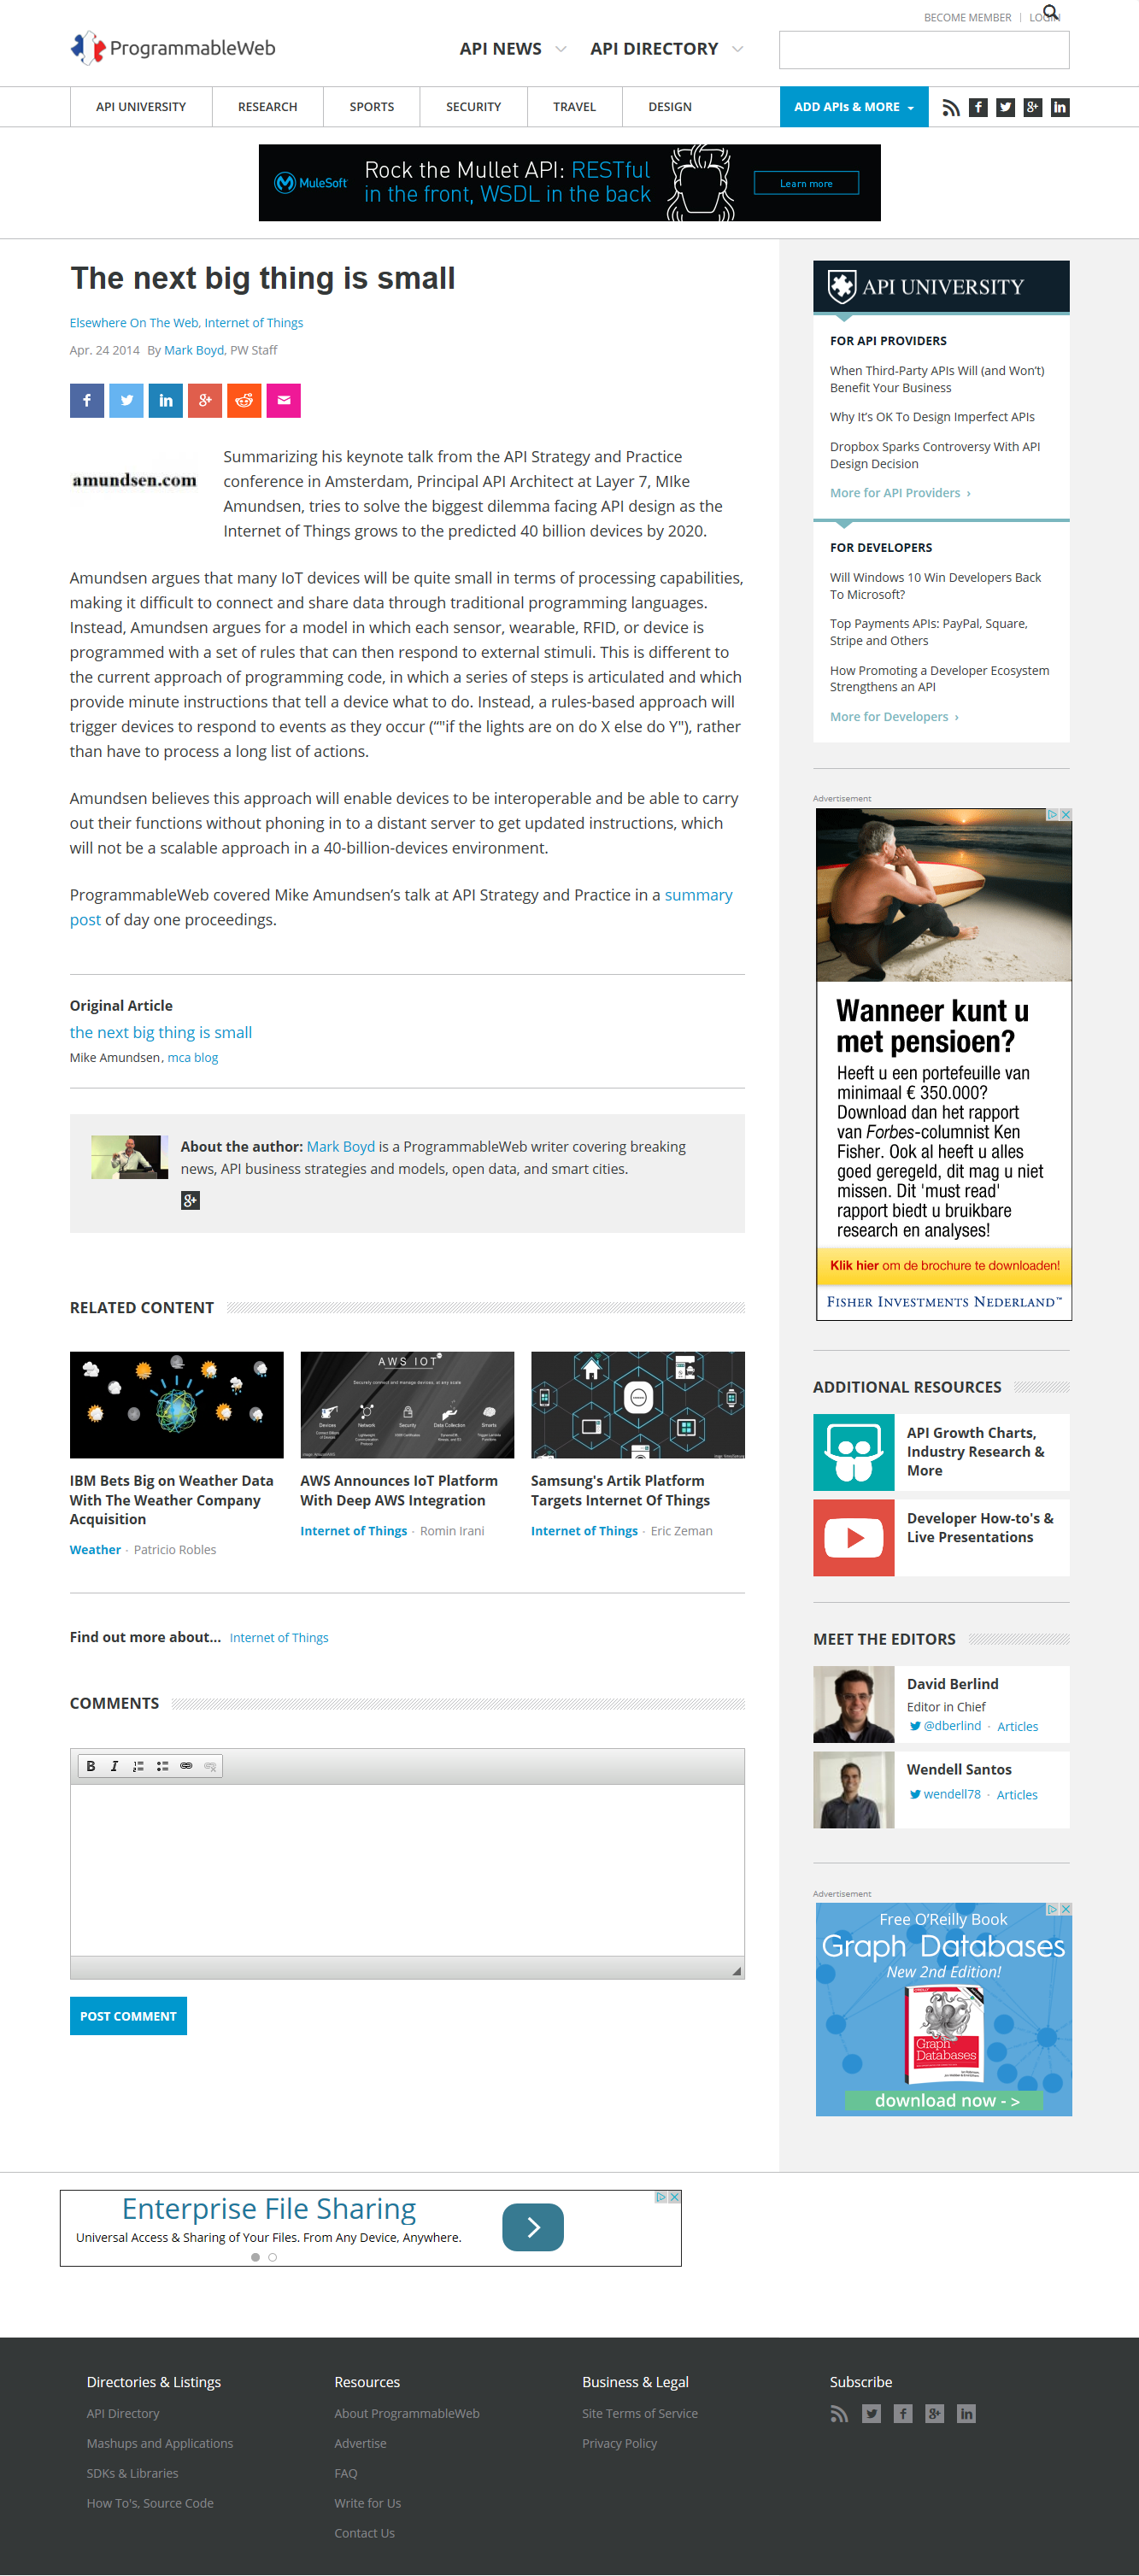 BECOME MEMBER | LOGIN
ProgrammableWeb
API NEWS
API DIRECTORY
API UNIVERSITY
RESEARCH
SPORTS
SECURITY
TRAVEL
DESIGN
ADD APIs & MORE
MuleSoft
Rock the Mullet API: RESTful
in the front, WSDL in the back
Learn more
The next big thing is small
Elsewhere On The Web, Internet of Things
Apr. 24 2014 By Mark Boyd, PW Staff
amundsen.com
Summarizing his keynote talk from the API Strategy and Practice
conference in Amsterdam, Principal API Architect at Layer 7, MIke
Amundsen, tries to solve the biggest dilemma facing API design as the
Internet of Things grows to the predicted 40 billion devices by 2020.
Amundsen argues that many IoT devices will be quite small in terms of processing capabilities,
making it difficult to connect and share data through traditional programming languages.
Instead, Amundsen argues for a model in which each sensor, wearable, RFID, or device is
programmed with a set of rules that can then respond to external stimuli. This is different to
the current approach of programming code, in which a series of steps is articulated and which
provide minute instructions that tell a device what to do. Instead, a rules-based approach will
trigger devices to respond to events as they occur (“"if the lights are on do X else do Y"), rather
than have to process a long list of actions.
Amundsen believes this approach will enable devices to be interoperable and be able to carry
out their functions without phoning in to a distant server to get updated instructions, which
will not be a scalable approach in a 40-billion-devices environment.
ProgrammableWeb covered Mike Amundsen’s talk at API Strategy and Practice in a summary
post of day one proceedings.
Original Article
the next big thing is small
Mike Amundsen, mca blog
About the author: Mark Boyd is a ProgrammableWeb writer covering breaking
news, API business strategies and models, open data, and smart cities.
RELATED CONTENT
IBM Bets Big on Weather Data
With The Weather Company
Acquisition
Weather · Patricio Robles
AWS IOT
Securely connect and manage devices, at any scale
Devices
Network
Security
Data Collection
Smarts
AWS Announces IoT Platform
With Deep AWS Integration
Internet of Things · Romin Irani
Samsung's Artik Platform
Targets Internet Of Things
Internet of Things · Eric Zeman
Find out more about... Internet of Things
COMMENTS
B I
POST COMMENT
API UNIVERSITY
FOR API PROVIDERS
When Third-Party APIs Will (and Won’t)
Benefit Your Business
Why It’s OK To Design Imperfect APIs
Dropbox Sparks Controversy With API
Design Decision
More for API Providers ›
FOR DEVELOPERS
Will Windows 10 Win Developers Back
To Microsoft?
Top Payments APIs: PayPal, Square,
Stripe and Others
How Promoting a Developer Ecosystem
Strengthens an API
More for Developers ›
Advertisement
Wanneer kunt u
met pensioen?
Heeft u een portefeuille van
minimaal € 350.000?
Download dan het rapport
van Forbes-columnist Ken
Fisher. Ook al heeft u alles
goed geregeld, dit mag u niet
missen. Dit 'must read'
rapport biedt u bruikbare
research en analyses!
Klik hier om de brochure te downloaden!
FISHER INVESTMENTS NEDERLAND™
ADDITIONAL RESOURCES
API Growth Charts,
Industry Research &
More
Developer How-to's &
Live Presentations
MEET THE EDITORS
David Berlind
Editor in Chief
@dberlind · Articles
Wendell Santos
wendell78 · Articles
Advertisement
Free O'Reilly Book
Graph Databases
New 2nd Edition!
Graph
Databases
download now - >
Enterprise File Sharing
Universal Access & Sharing of Your Files. From Any Device, Anywhere.
Directories & Listings
API Directory
Mashups and Applications
SDKs & Libraries
How To's, Source Code
Resources
About ProgrammableWeb
Advertise
FAQ
Write for Us
Contact Us
Business & Legal
Site Terms of Service
Privacy Policy
Subscribe